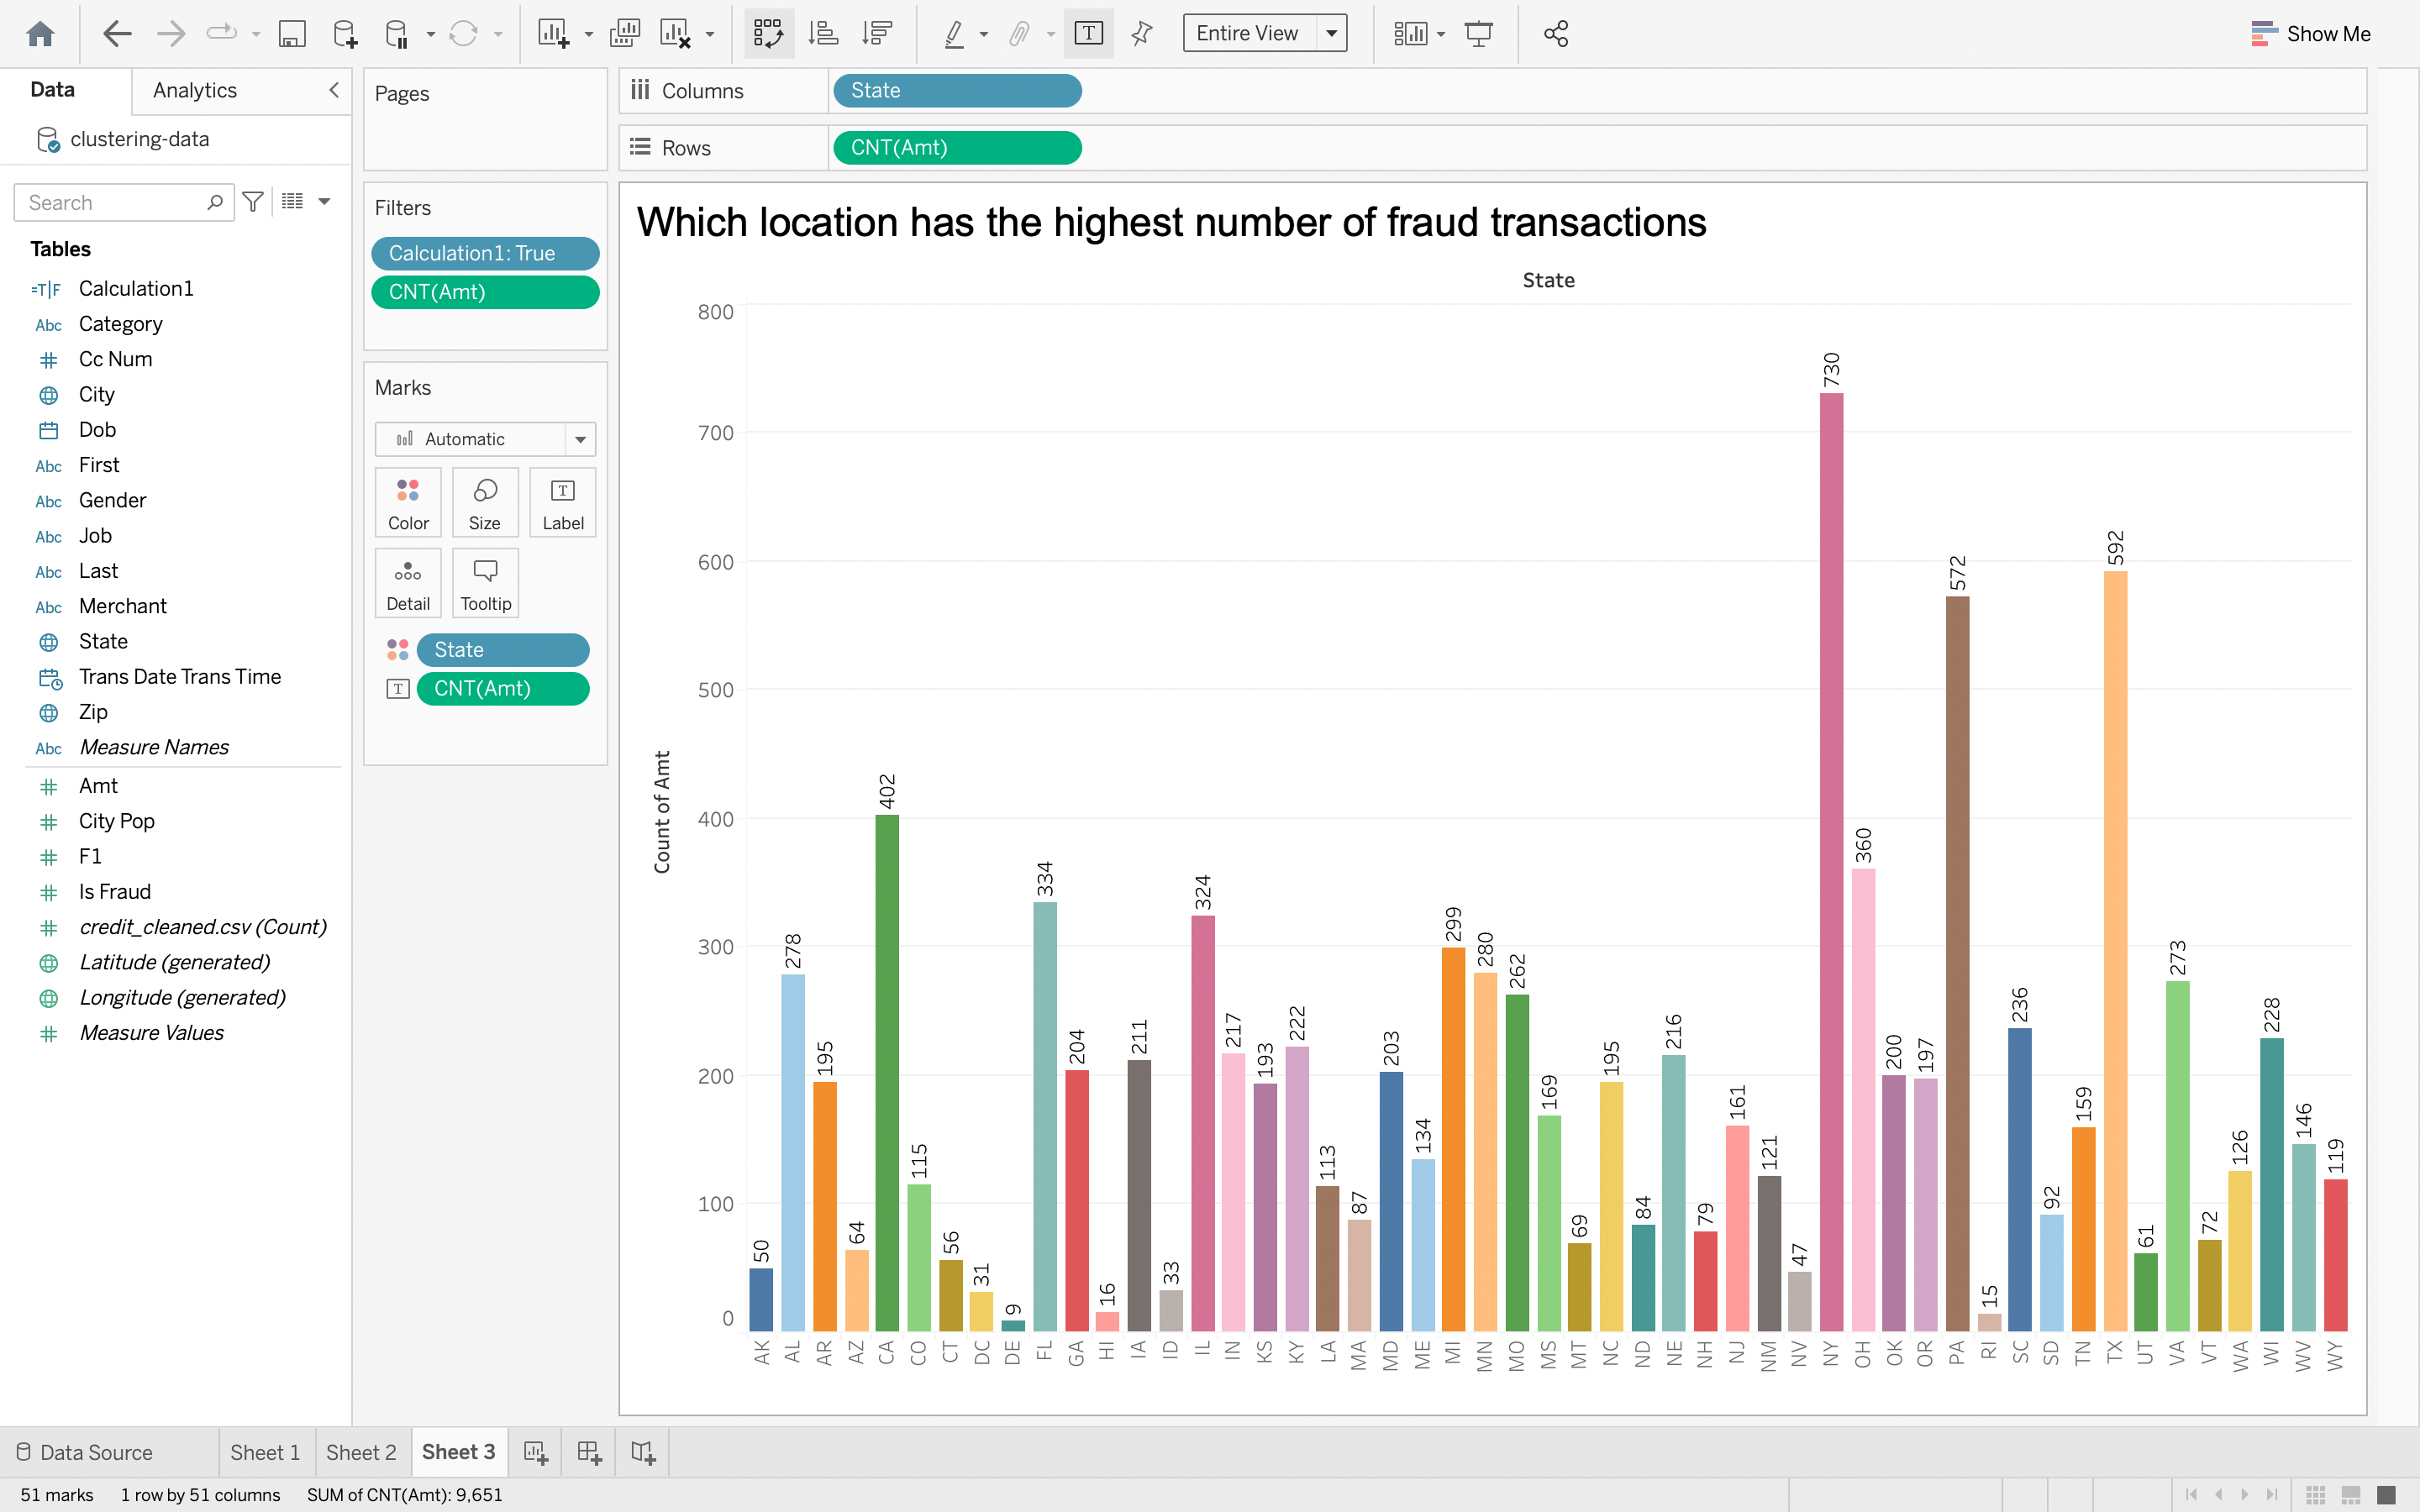 Entire View
Show Me
Data
Analytics
clustering-data
Search
Tables
=T|F Calculation1
Abc Category
Cc Num
City
Dob
Abc First
Abc Gender
Abc Job
Abc Last
Abc Merchant
State
Trans Date Trans Time
Zip
Abc Measure Names
Amt
City Pop
F1
Is Fraud
credit_cleaned.csv (Count)
Latitude (generated)
Longitude (generated)
Measure Values
Pages
Filters
Calculation1: True
CNT(Amt)
Marks
Automatic
Color
Size
Label
Detail
Tooltip
State
CNT(Amt)
Columns
State
Rows
CNT(Amt)
Which location has the highest number of fraud transactions
State
Count of Amt
800
700
600
500
400
300
200
100
0
50
278
195
64
402
115
56
31
9
334
204
16
211
33
324
217
193
222
113
87
203
134
299
280
262
169
69
195
84
216
79
161
121
47
730
360
200
197
572
15
236
92
159
592
61
273
72
126
228
146
119
AK
AL
AR
AZ
CA
CO
CT
DC
DE
FL
GA
HI
IA
ID
IL
IN
KS
KY
LA
MA
MD
ME
MI
MN
MO
MS
MT
NC
ND
NE
NH
NJ
NM
NV
NY
OH
OK
OR
PA
RI
SC
SD
TN
TX
UT
VA
VT
WA
WI
WV
WY
Data Source
Sheet 1
Sheet 2
Sheet 3
51 marks
1 row by 51 columns
SUM of CNT(Amt): 9,651